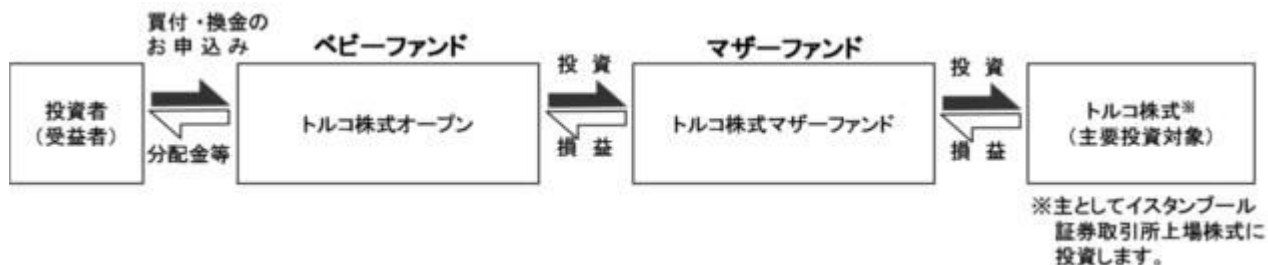 買付・換金の
お申込み
ベビーファンド
マザーファンド
投資
投資
投資者
（受益者）
トルコ株式オープン
トルコ株式マザーファンド
トルコ株式※
（主要投資対象）
分配金等
損益
損益
※主としてイスタンブール
証券取引所上場株式に
投資します。